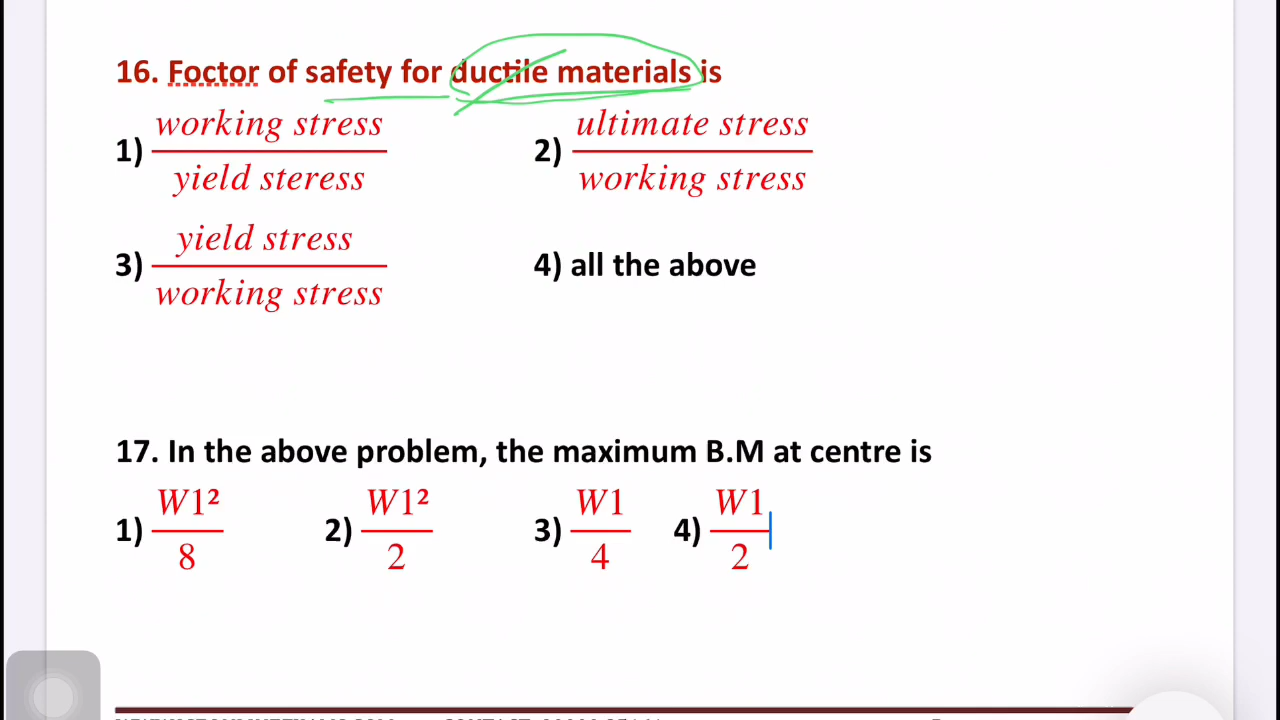 16. Foctor of safety for ductile materials is
1) working stress / yield steress 2) ultimate stress / working stress
3) yield stress / working stress 4) all the above
17. In the above problem, the maximum B.M at centre is
1) W1² / 8 2) W1² / 2 3) W1 / 4 4) W1 / 2